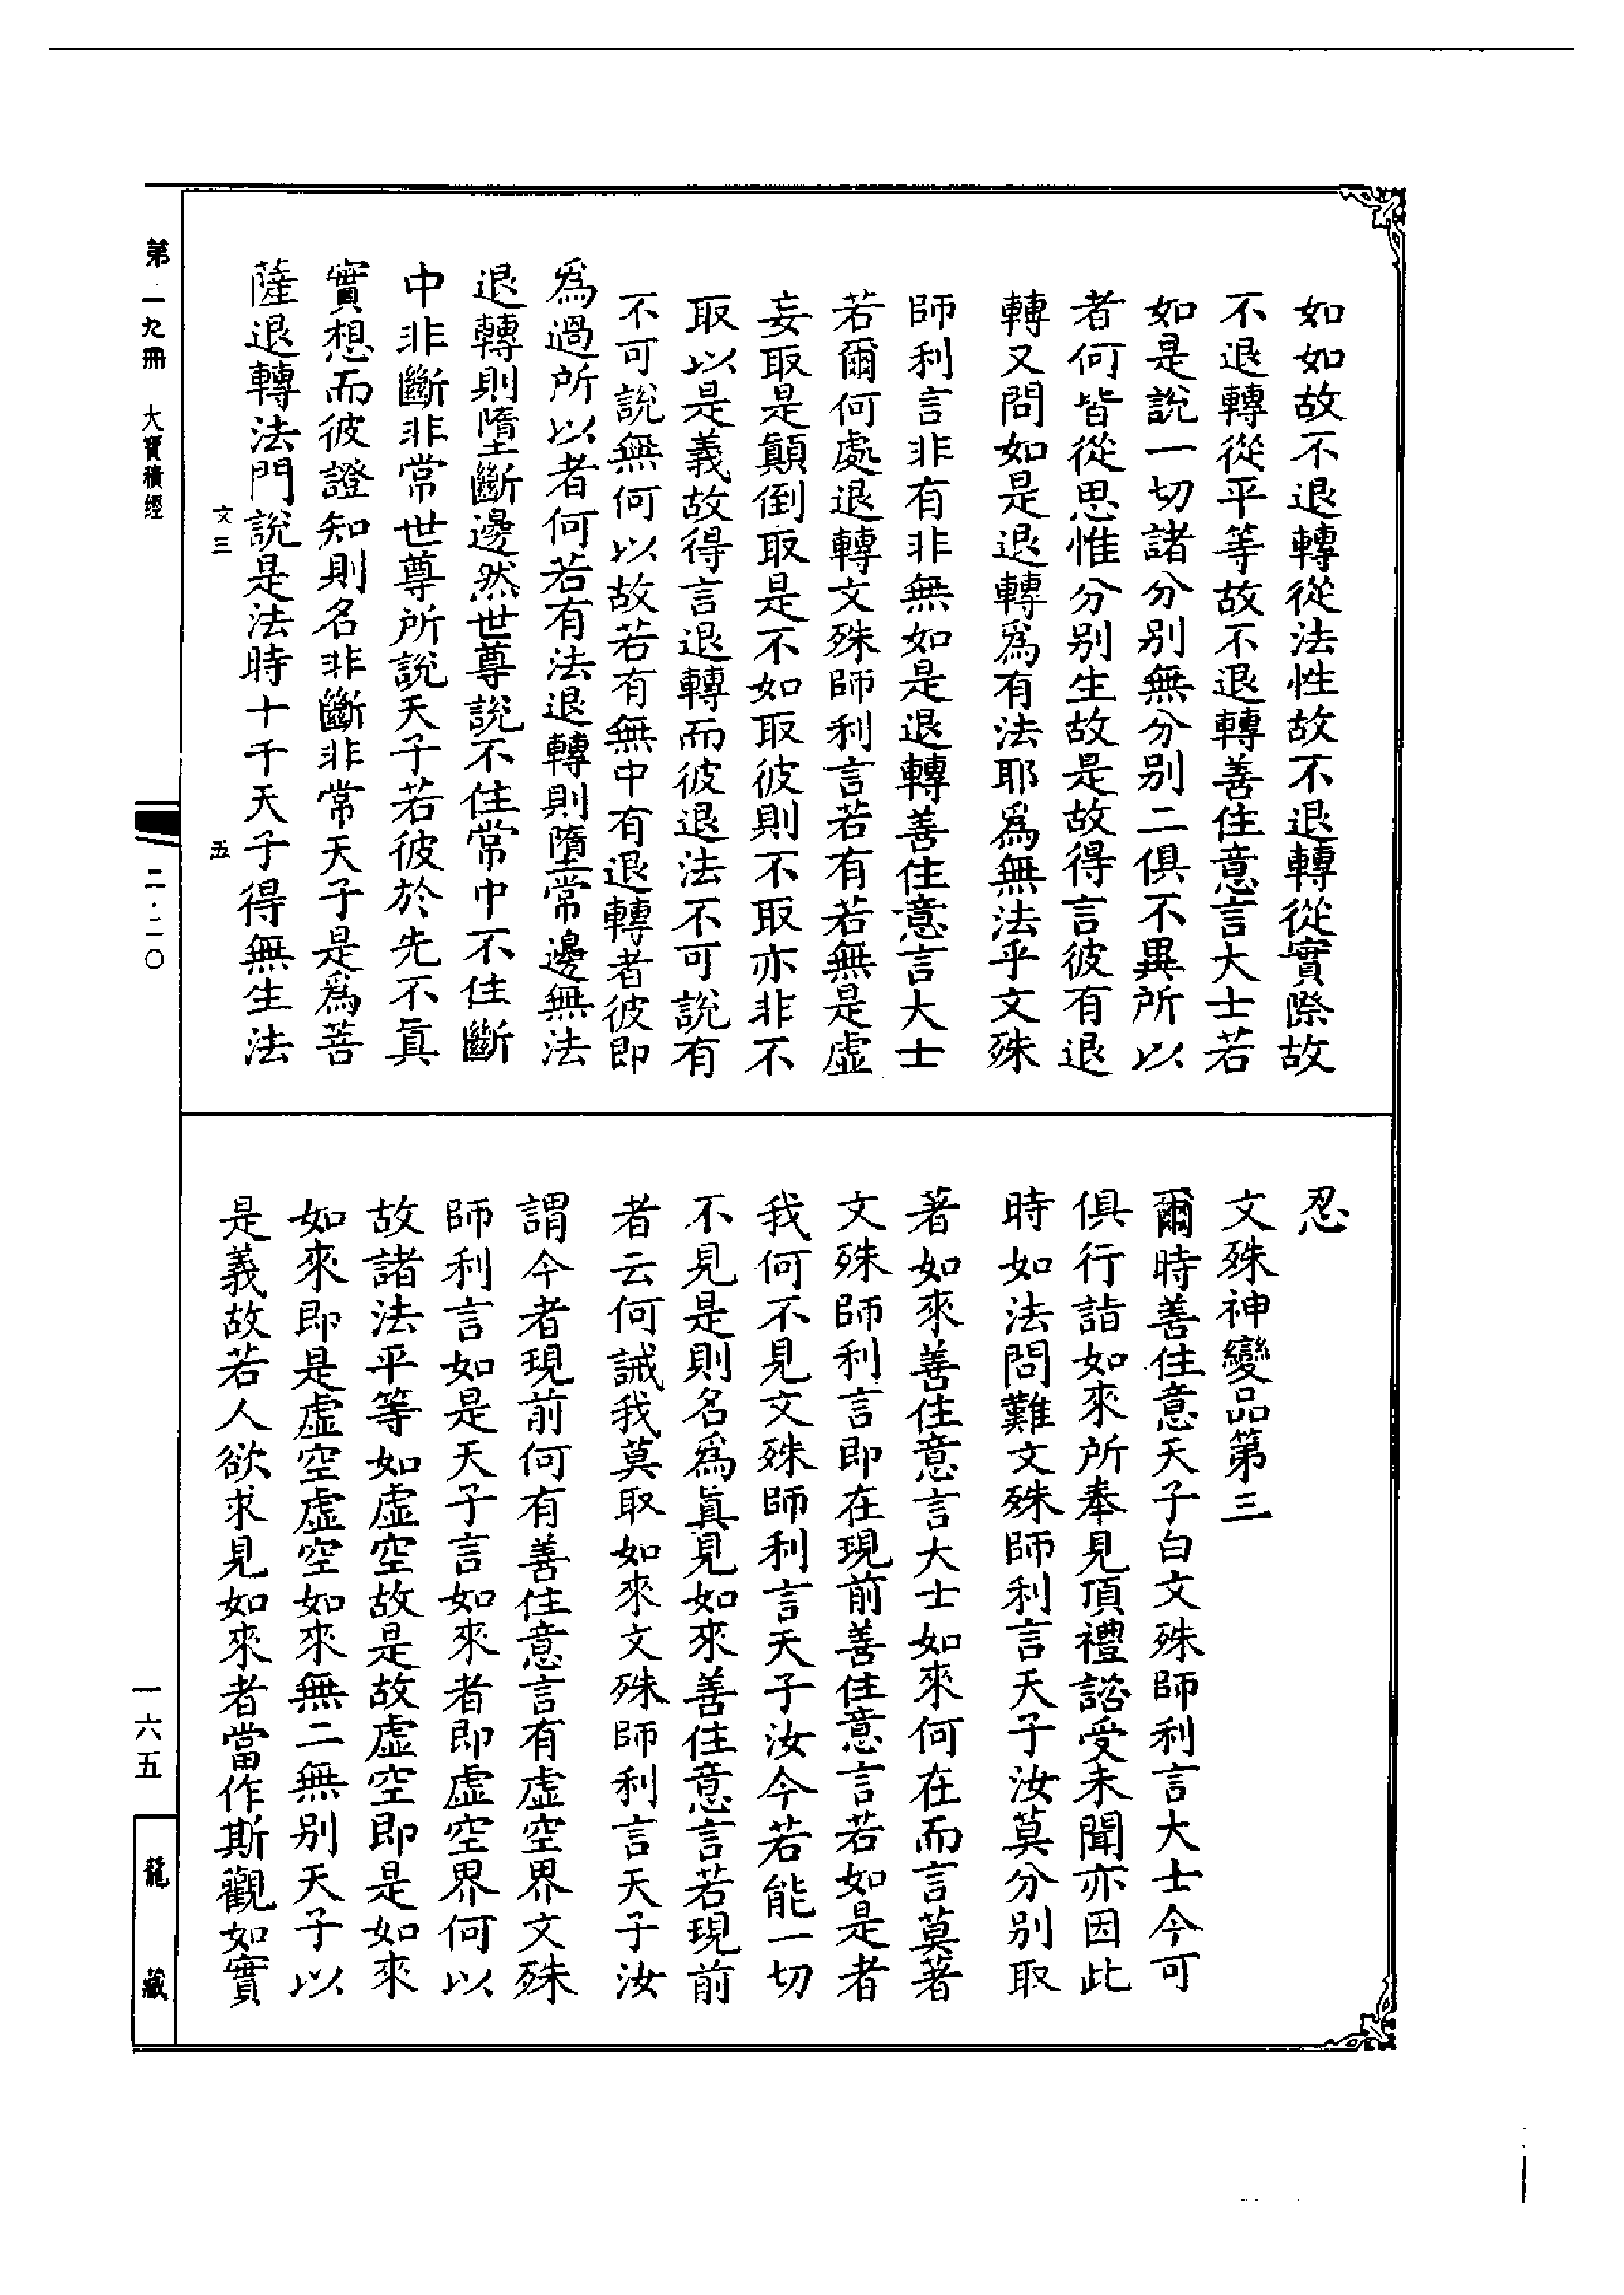 如如故不退轉從法性故不退轉從實際故
不退轉從平等故不退轉善住意言大士若
如是說一切諸分別無分別二俱不異所以
者何皆從思惟分別生故是故得言彼有退
轉又問如是退轉爲有法耶爲無法乎文殊
師利言非有非無如是退轉善住意言大士
若爾何處退轉文殊師利言若有若無是虛
妄取是顛倒取是不如取彼則不取亦非不
取以是義故得言退轉而彼退法不可說有
不可說無何以故若有無中有退轉者彼即
爲過所以者何若有法退轉則墮常邊無法
退轉則墮斷邊然世尊說不住常中不住斷
中非斷非常世尊所說天子若彼於先不眞
實想而彼證知則名非斷非常天子是爲菩
薩退轉法門說是法時十千天子得無生法
文三
五
忍
文殊神變品第三
爾時善住意天子白文殊師利言大士今可
俱行詣如來所奉見頂禮諮受未聞亦因此
時如法問難文殊師利言天子汝莫分別取
著如來善住意言大士如來何在而言莫著
文殊師利言即在現前善住意言若如是者
我何不見文殊師利言天子汝今若能一切
不見是則名爲眞見如來善住意言若現前
者云何誡我莫取如來文殊師利言天子汝
謂今者現前何有善住意言有虛空界文殊
師利言如是天子言如來者即虛空界何以
故諸法平等如虛空故是故虛空即是如來
如來即是虛空虛空如來無二無別天子以
是義故若人欲求見如來者當作斯觀如實
第一九冊 大寶積經
二·二〇
一六五
龍藏